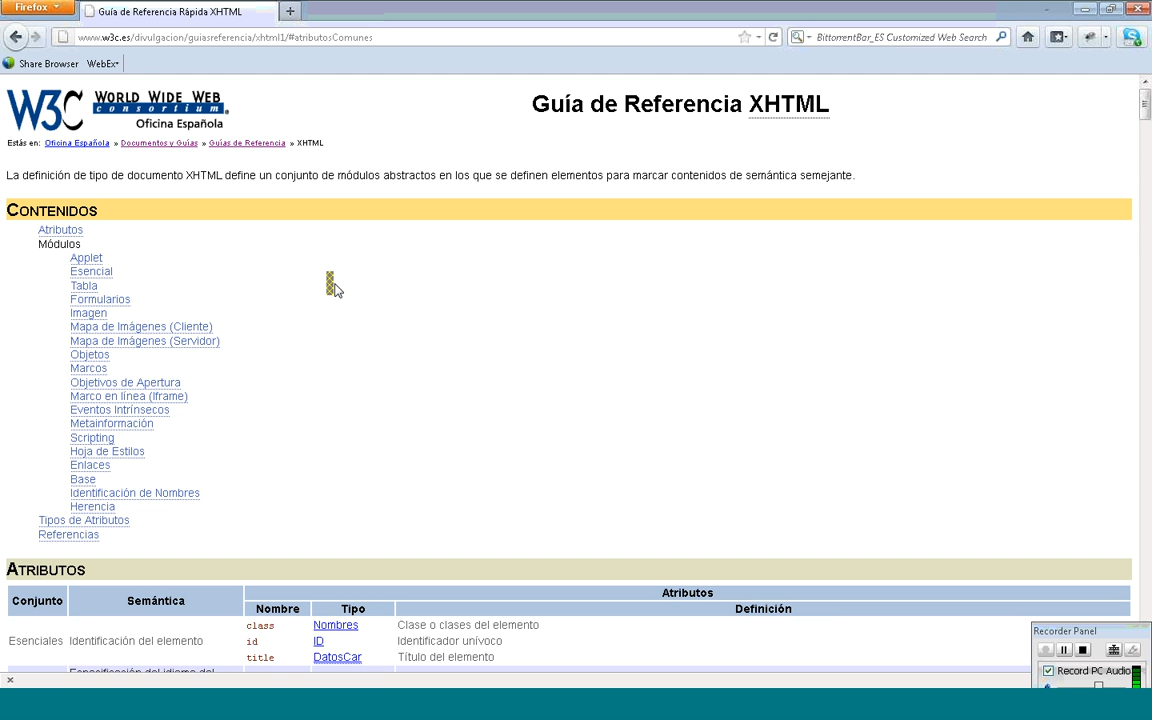 Firefox
Guía de Referencia Rápida XHTML
www.w3c.es/divulgacion/guiasreferencia/xhtml1/#atributosComunes
BittorrentBar_ES Customized Web Search
Share Browser WebEx
W3C WORLD WIDE WEB
consortium
Oficina Española
Guía de Referencia XHTML
Estás en: Oficina Española » Documentos y Guías » Guías de Referencia » XHTML
La definición de tipo de documento XHTML define un conjunto de módulos abstractos en los que se definen elementos para marcar contenidos de semántica semejante.
CONTENIDOS
Atributos
Módulos
Applet
Esencial
Tabla
Formularios
Imagen
Mapa de Imágenes (Cliente)
Mapa de Imágenes (Servidor)
Objetos
Marcos
Objetivos de Apertura
Marco en línea (Iframe)
Eventos Intrínsecos
Metainformación
Scripting
Hoja de Estilos
Enlaces
Base
Identificación de Nombres
Herencia
Tipos de Atributos
Referencias
ATRIBUTOS
Conjunto Semántica Atributos
Nombre Tipo Definición
class Nombres Clase o clases del elemento
Esenciales Identificación del elemento id ID Identificador unívoco
title DatosCar Título del elemento
Especificación del idioma del
Recorder Panel
Record PC Audio